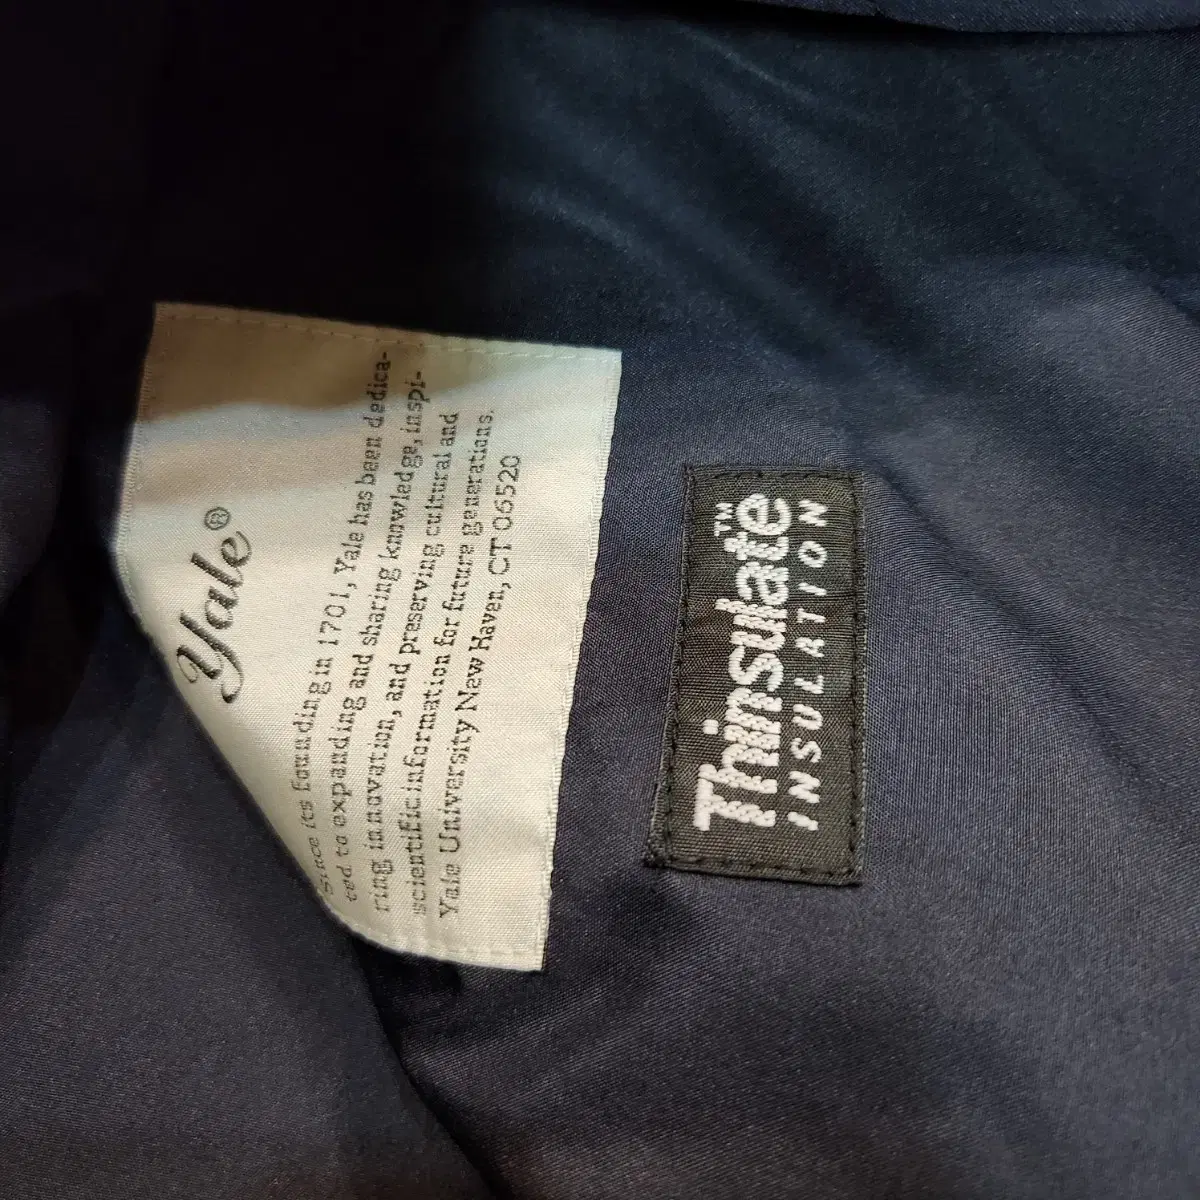 Yale®
Since its founding in 1701, Yale has been dedica-
ted to expanding and sharing knowledge, inspi-
ring innovation, and preserving cultural and
scientific information for future generations.
Yale University New Haven, CT 06520
Thinsulate™
INSULATION